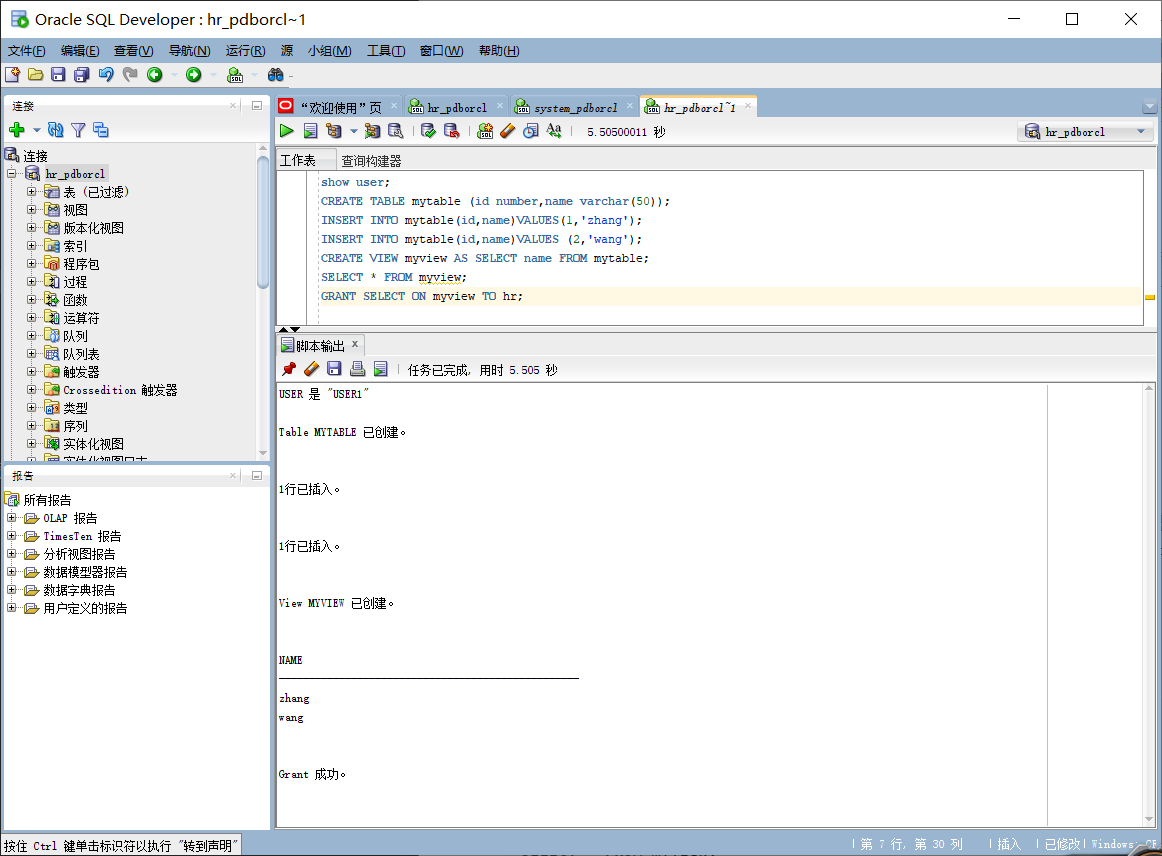 Oracle SQL Developer : hr_pdborcl~1
文件(F) 编辑(E) 查看(V) 导航(N) 运行(R) 源 小组(M) 工具(T) 窗口(W) 帮助(H)
连接
连接
hr_pdborcl
表 (已过滤)
视图
版本化视图
索引
程序包
过程
函数
运算符
队列
队列表
触发器
Crossedition 触发器
类型
序列
实体化视图
实体化视图日志
报告
所有报告
OLAP 报告
TimesTen 报告
分析视图报告
数据模型器报告
数据字典报告
用户定义的报告
“欢迎使用”页 hr_pdborcl system_pdborcl hr_pdborcl~1
5.50500011 秒
hr_pdborcl
工作表 查询构建器
show user;
CREATE TABLE mytable (id number,name varchar(50));
INSERT INTO mytable(id,name)VALUES(1,'zhang');
INSERT INTO mytable(id,name)VALUES (2,'wang');
CREATE VIEW myview AS SELECT name FROM mytable;
SELECT * FROM myview;
GRANT SELECT ON myview TO hr;
脚本输出
任务已完成, 用时 5.505 秒
USER 是 "USER1"
Table MYTABLE 已创建。
1行已插入。
1行已插入。
View MYVIEW 已创建。
NAME
--------------------------------------------------
zhang
wang
Grant 成功。
按住 Ctrl 键单击标识符以执行 "转到声明"
第 7 行, 第 30 列 插入 已修改 Windows: CR